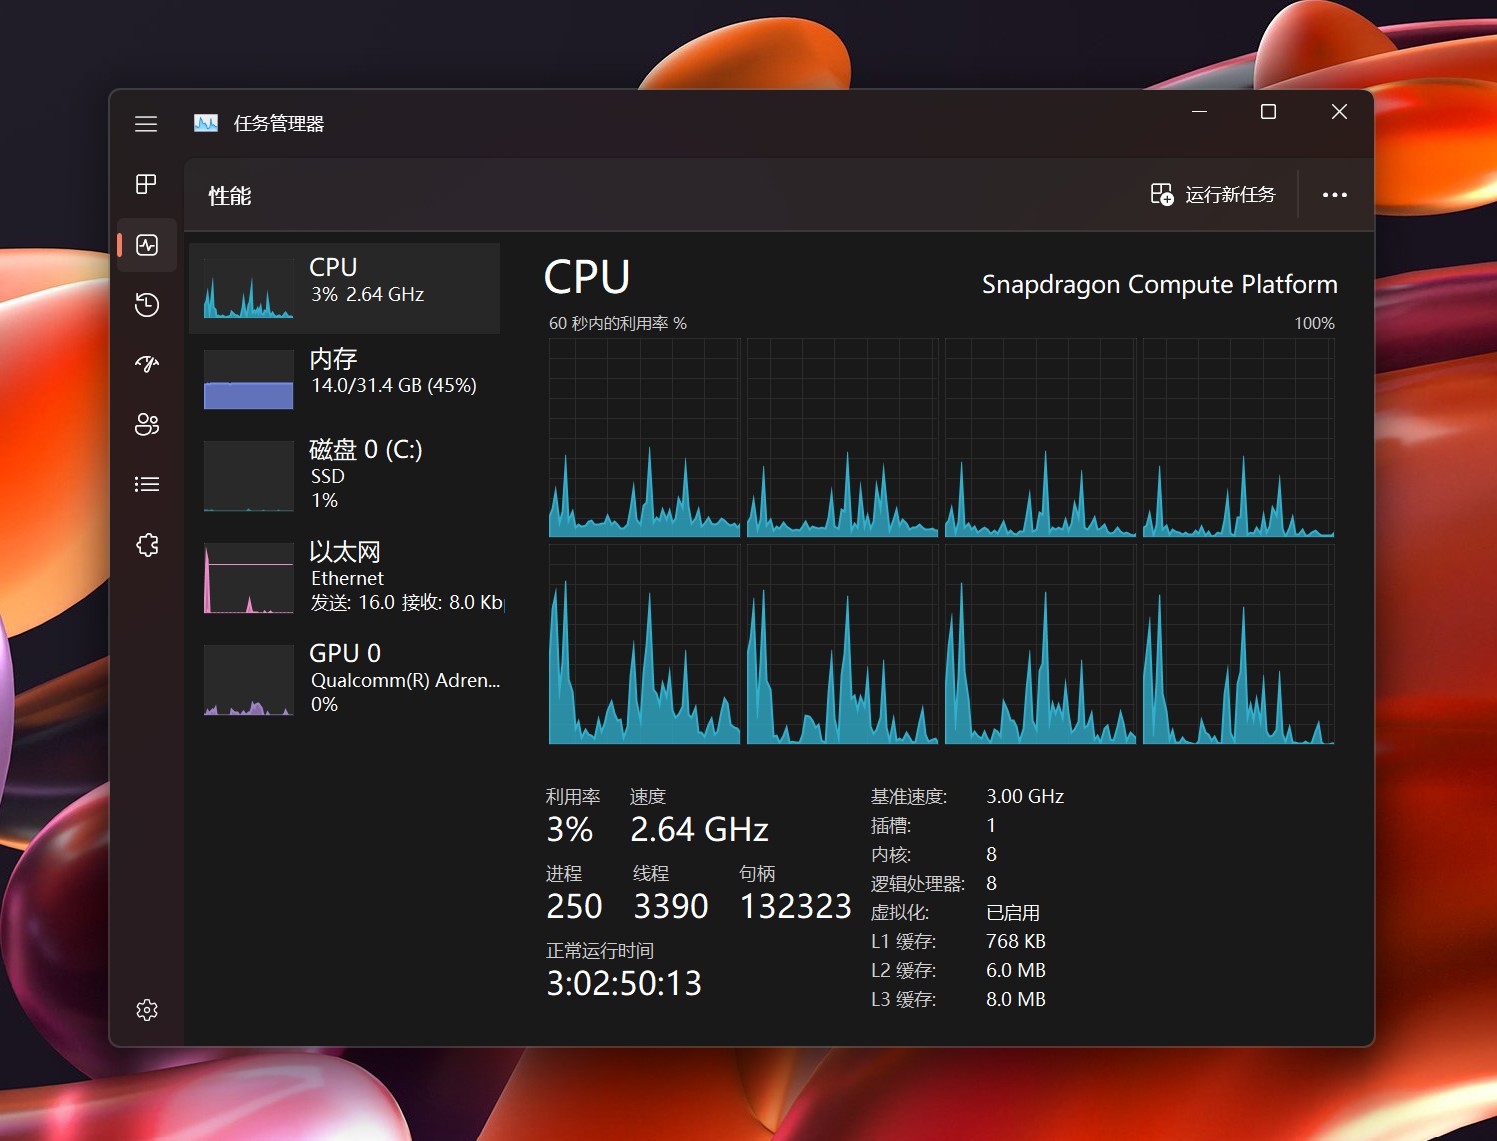 任务管理器
性能
运行新任务
CPU
3% 2.64 GHz
内存
14.0/31.4 GB (45%)
磁盘 0 (C:)
SSD
1%
以太网
Ethernet
发送: 16.0 接收: 8.0 Kb
GPU 0
Qualcomm(R) Adren...
0%
CPU
Snapdragon Compute Platform
60 秒内的利用率 %
100%
利用率 速度
3% 2.64 GHz
进程 线程 句柄
250 3390 132323
正常运行时间
3:02:50:13
基准速度: 3.00 GHz
插槽: 1
内核: 8
逻辑处理器: 8
虚拟化: 已启用
L1 缓存: 768 KB
L2 缓存: 6.0 MB
L3 缓存: 8.0 MB